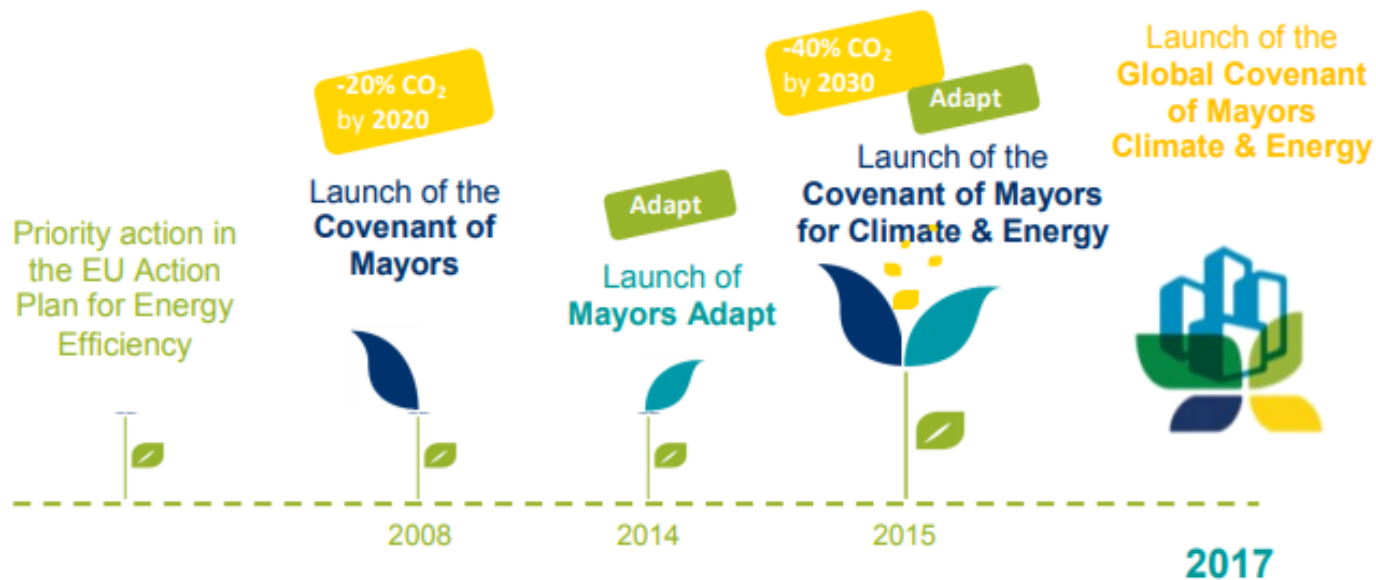 Priority action in
the EU Action
Plan for Energy
Efficiency
-20% CO₂
by 2020
Launch of the
Covenant of
Mayors
2008
Adapt
Launch of
Mayors Adapt
2014
-40% CO₂
by 2030
Adapt
Launch of the
Covenant of Mayors
for Climate & Energy
2015
Launch of the
Global Covenant
of Mayors
Climate & Energy
2017